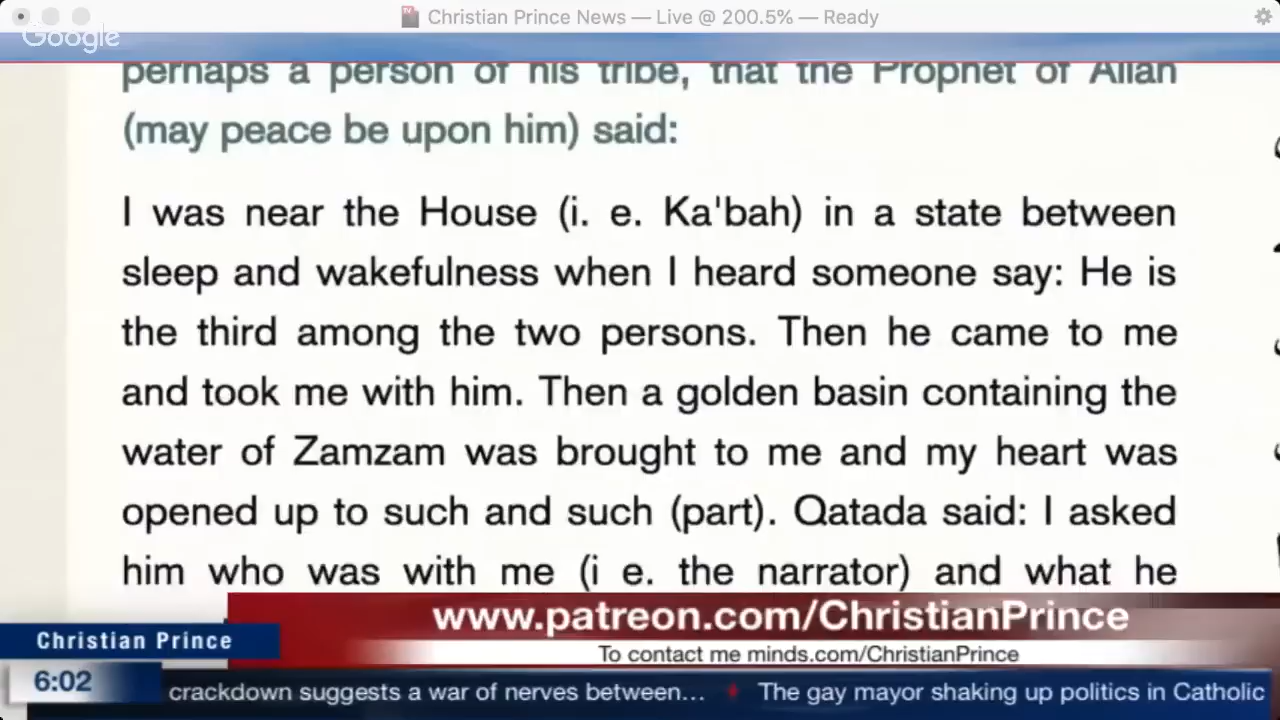 Christian Prince News — Live @ 200.5% — Ready
Google
perhaps a person of his tribe, that the Prophet of Allah
(may peace be upon him) said:
I was near the House (i. e. Ka'bah) in a state between
sleep and wakefulness when I heard someone say: He is
the third among the two persons. Then he came to me
and took me with him. Then a golden basin containing the
water of Zamzam was brought to me and my heart was
opened up to such and such (part). Qatada said: I asked
him who was with me (i e. the narrator) and what he
www.patreon.com/ChristianPrince
To contact me minds.com/ChristianPrince
Christian Prince
6:02
crackdown suggests a war of nerves between... The gay mayor shaking up politics in Catholic